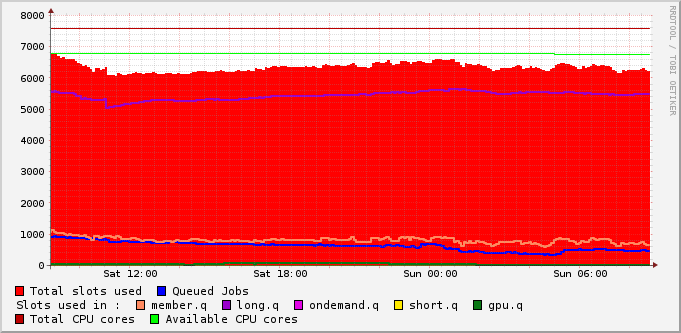 8000
7000
6000
5000
4000
3000
2000
1000
0
Sat 12:00 Sat 18:00 Sun 00:00 Sun 06:00
Total slots used Queued Jobs
Slots used in : member.q long.q ondemand.q short.q gpu.q
Total CPU cores Available CPU cores
RRDTOOL / TOBI OETIKER